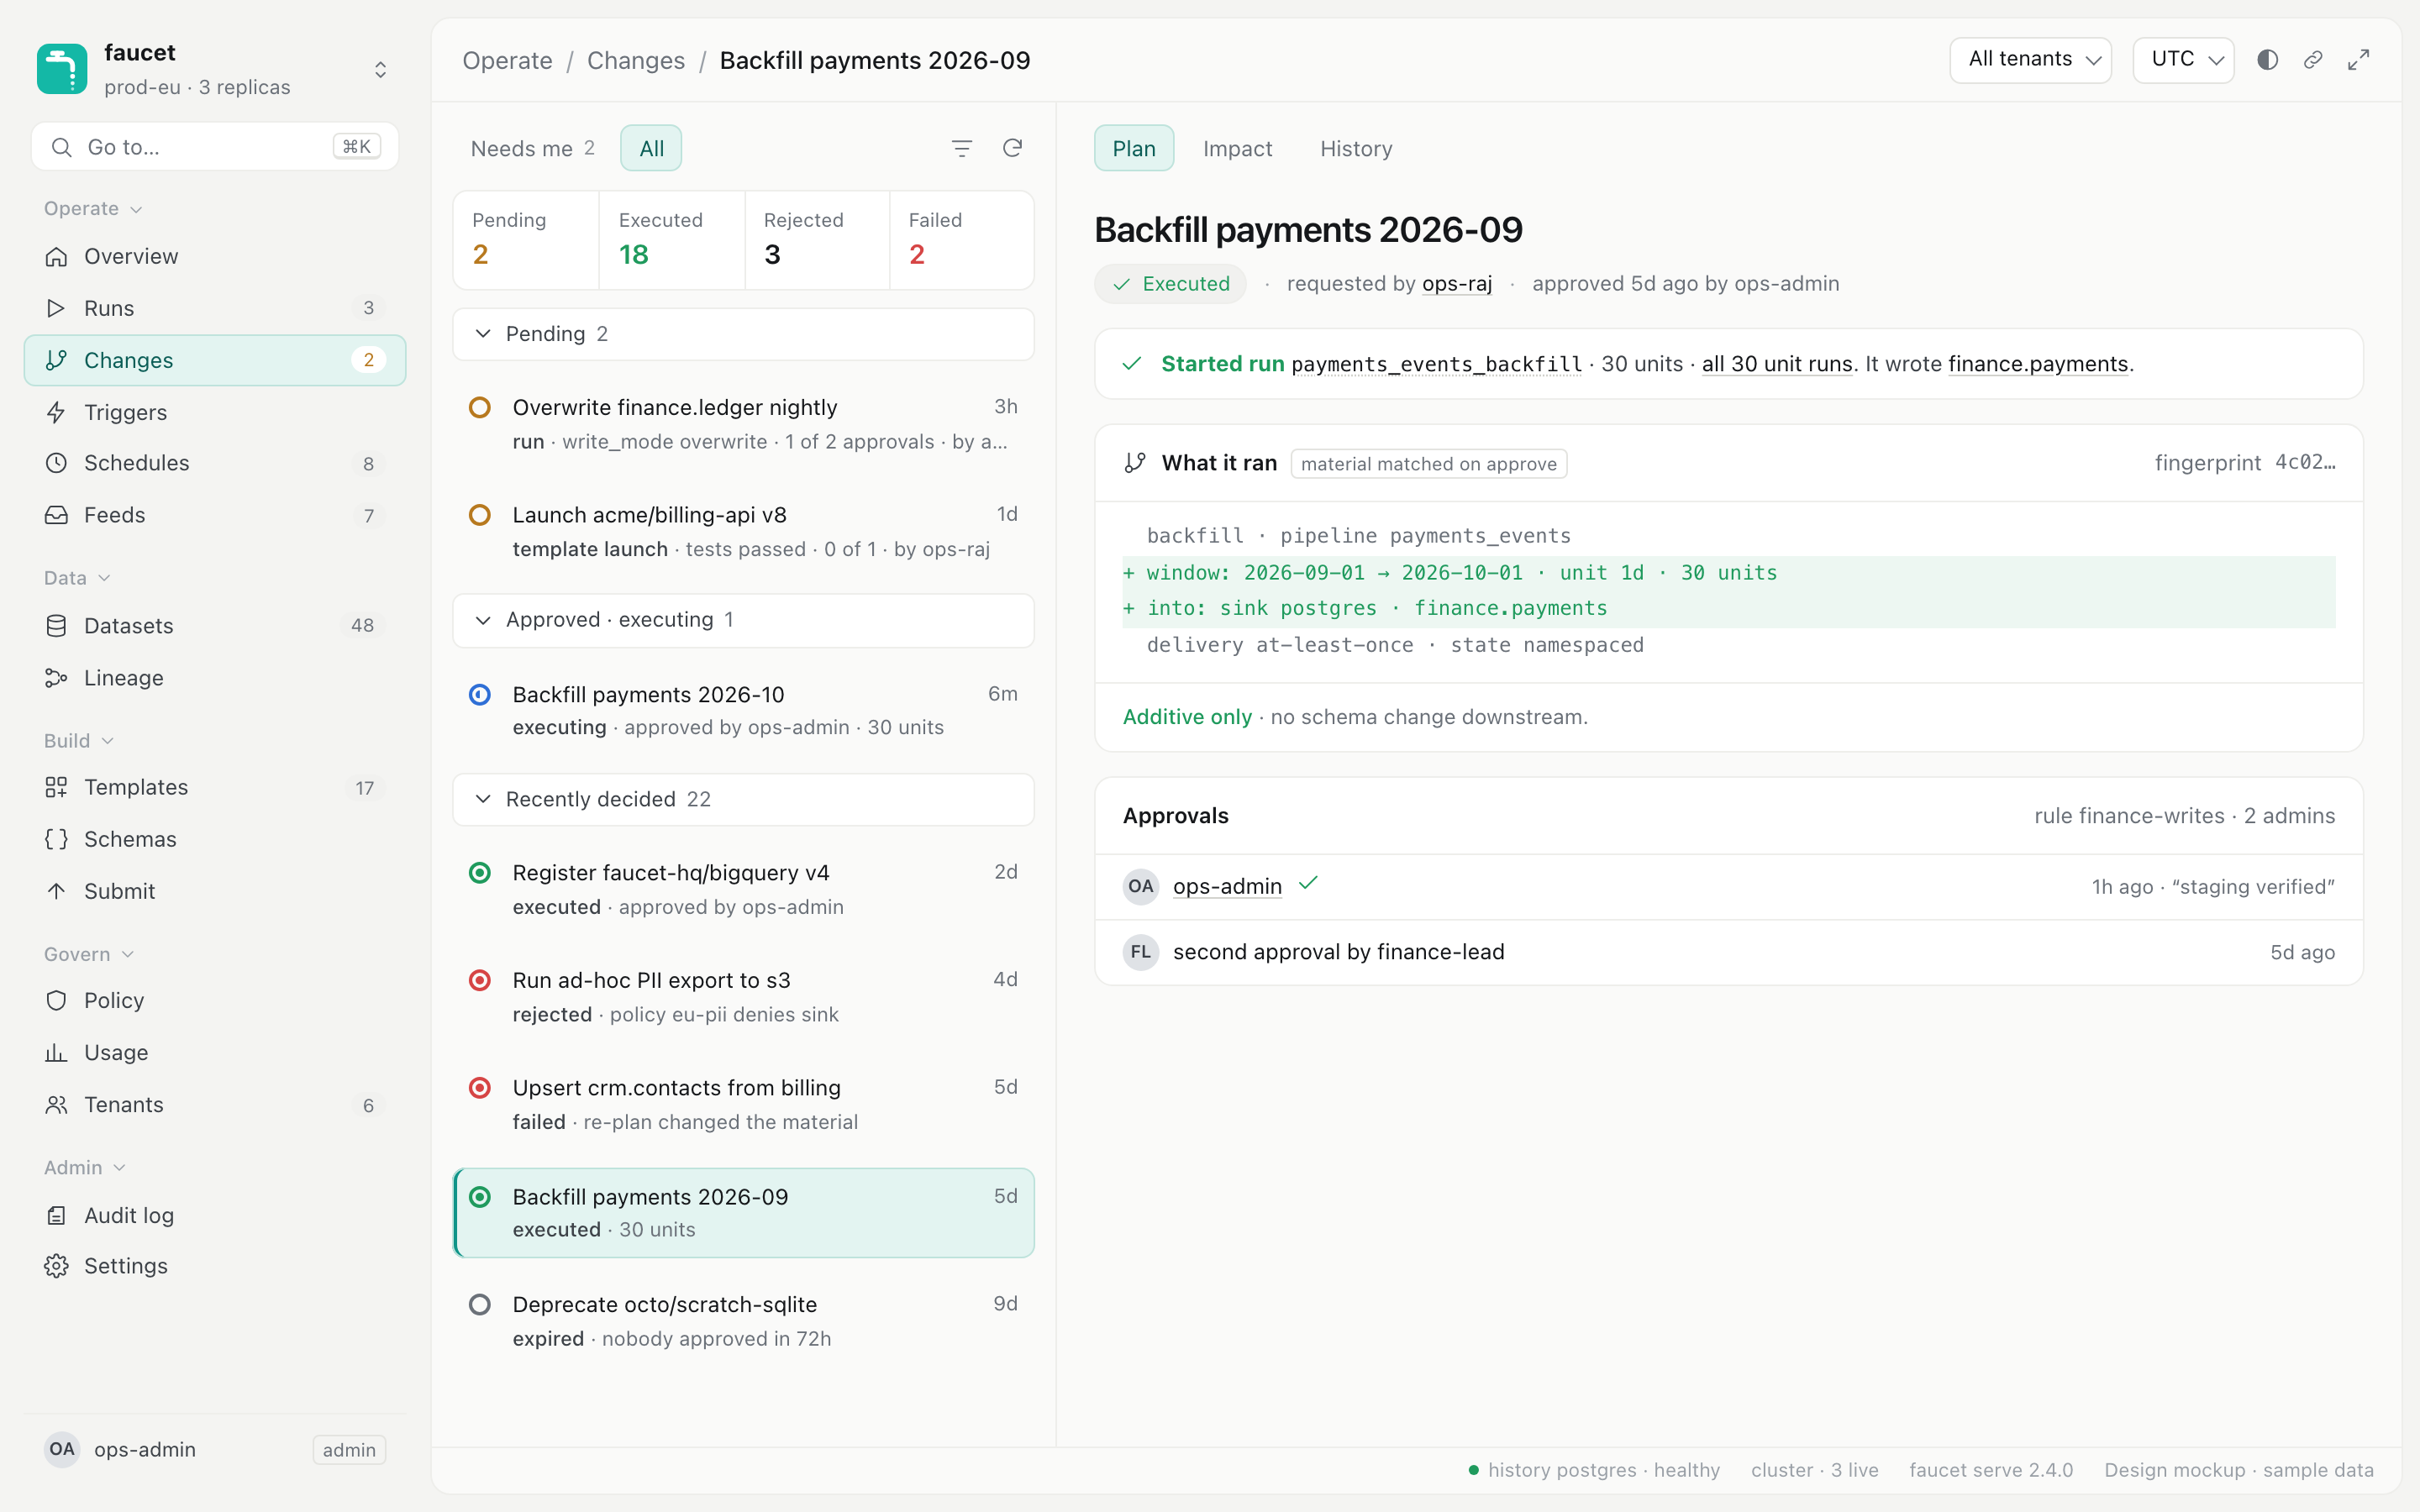 faucet
prod-eu · 3 replicas
Go to...
⌘K
Operate
Overview
Runs 3
Changes 2
Triggers
Schedules 8
Feeds 7
Data
Datasets 48
Lineage
Build
Templates 17
Schemas
Submit
Govern
Policy
Usage
Tenants 6
Admin
Audit log
Settings
OA ops-admin admin
Operate / Changes / Backfill payments 2026-09
All tenants
UTC
Needs me 2 All
Pending Executed Rejected Failed
2 18 3 2
Pending 2
Overwrite finance.ledger nightly 3h
run · write_mode overwrite · 1 of 2 approvals · by a...
Launch acme/billing-api v8 1d
template launch · tests passed · 0 of 1 · by ops-raj
Approved · executing 1
Backfill payments 2026-10 6m
executing · approved by ops-admin · 30 units
Recently decided 22
Register faucet-hq/bigquery v4 2d
executed · approved by ops-admin
Run ad-hoc PII export to s3 4d
rejected · policy eu-pii denies sink
Upsert crm.contacts from billing 5d
failed · re-plan changed the material
Backfill payments 2026-09 5d
executed · 30 units
Deprecate octo/scratch-sqlite 9d
expired · nobody approved in 72h
Plan Impact History
Backfill payments 2026-09
Executed · requested by ops-raj · approved 5d ago by ops-admin
Started run payments_events_backfill · 30 units · all 30 unit runs. It wrote finance.payments.
What it ran material matched on approve fingerprint 4c02…
backfill · pipeline payments_events
+ window: 2026-09-01 → 2026-10-01 · unit 1d · 30 units
+ into: sink postgres · finance.payments
delivery at-least-once · state namespaced
Additive only · no schema change downstream.
Approvals rule finance-writes · 2 admins
OA ops-admin 1h ago · “staging verified”
FL second approval by finance-lead 5d ago
history postgres · healthy cluster · 3 live faucet serve 2.4.0 Design mockup · sample data